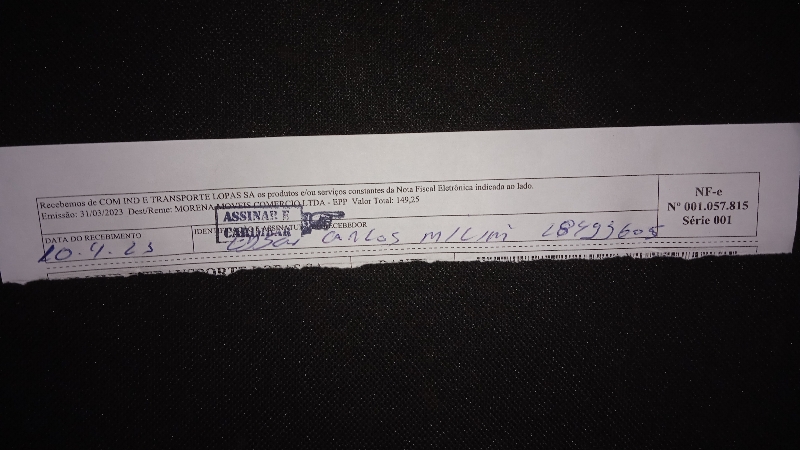 Recebemos de COM IND E TRANSPORTE LOPAS SA os produtos e/ou serviços constantes da Nota Fiscal Eletrônica indicada ao lado.
Emissão: 31/03/2023 Dest/Reme: MORENA MOVEIS COMERCIO LTDA - EPP Valor Total: 149,25
NF-e
Nº 001.057.815
Série 001
ASSINAR E
CARIMBAR
DATA DO RECEBIMENTO
10.4.23
RECEBEDOR
CARLOS 28493605